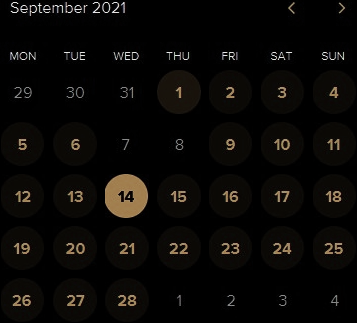 September 2021
MON TUE WED THU FRI SAT SUN
29 30 31 1 2 3 4
5 6 7 8 9 10 11
12 13 14 15 16 17 18
19 20 21 22 23 24 25
26 27 28 1 2 3 4